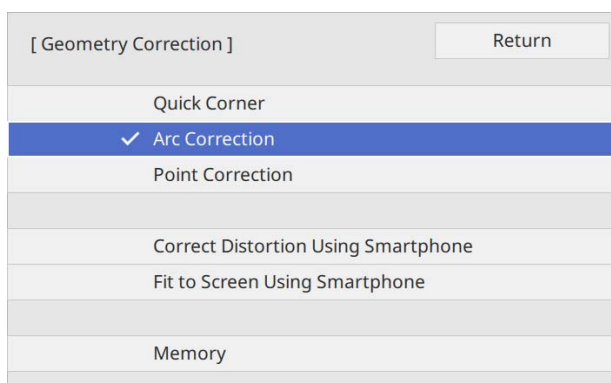 [ Geometry Correction ] Return
Quick Corner
Arc Correction
Point Correction
Correct Distortion Using Smartphone
Fit to Screen Using Smartphone
Memory